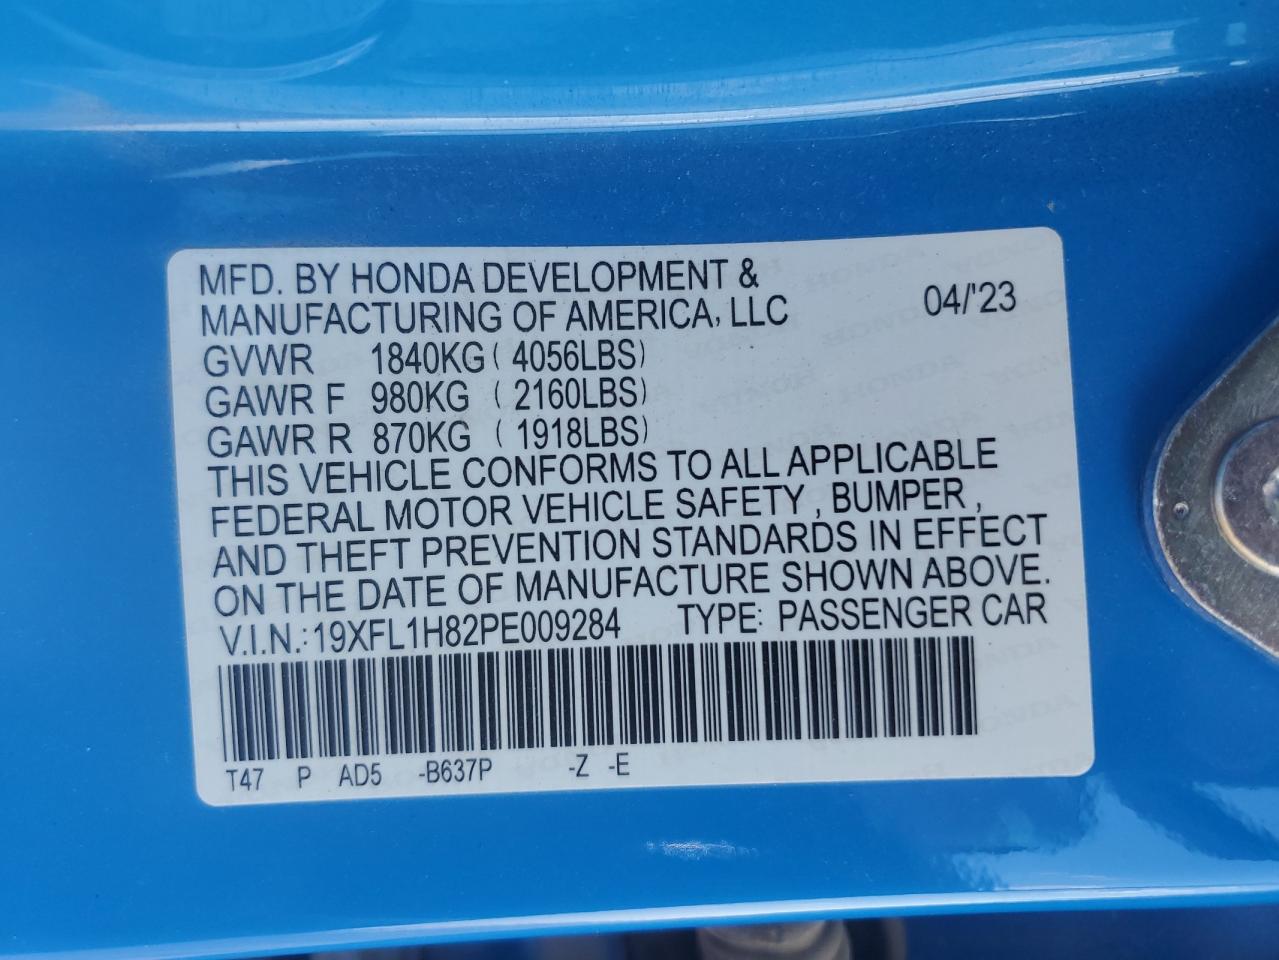 MFD. BY HONDA DEVELOPMENT &
MANUFACTURING OF AMERICA, LLC 04/'23
GVWR 1840KG ( 4056LBS)
GAWR F 980KG ( 2160LBS)
GAWR R 870KG ( 1918LBS)
THIS VEHICLE CONFORMS TO ALL APPLICABLE
FEDERAL MOTOR VEHICLE SAFETY , BUMPER ,
AND THEFT PREVENTION STANDARDS IN EFFECT
ON THE DATE OF MANUFACTURE SHOWN ABOVE.
V.I.N.:19XFL1H82PE009284 TYPE: PASSENGER CAR
T47 P AD5 -B637P -Z -E